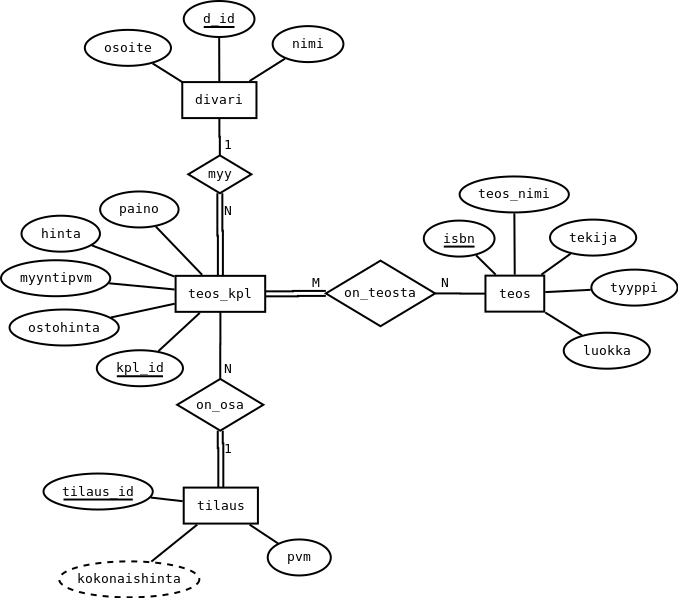 d_id
osoite
nimi
divari
1
myy
N
paino
hinta
myyntipvm
ostohinta
kpl_id
teos_kpl
M
on_teosta
N
teos_nimi
isbn
tekija
tyyppi
luokka
teos
N
on_osa
1
tilaus_id
tilaus
kokonaishinta
pvm